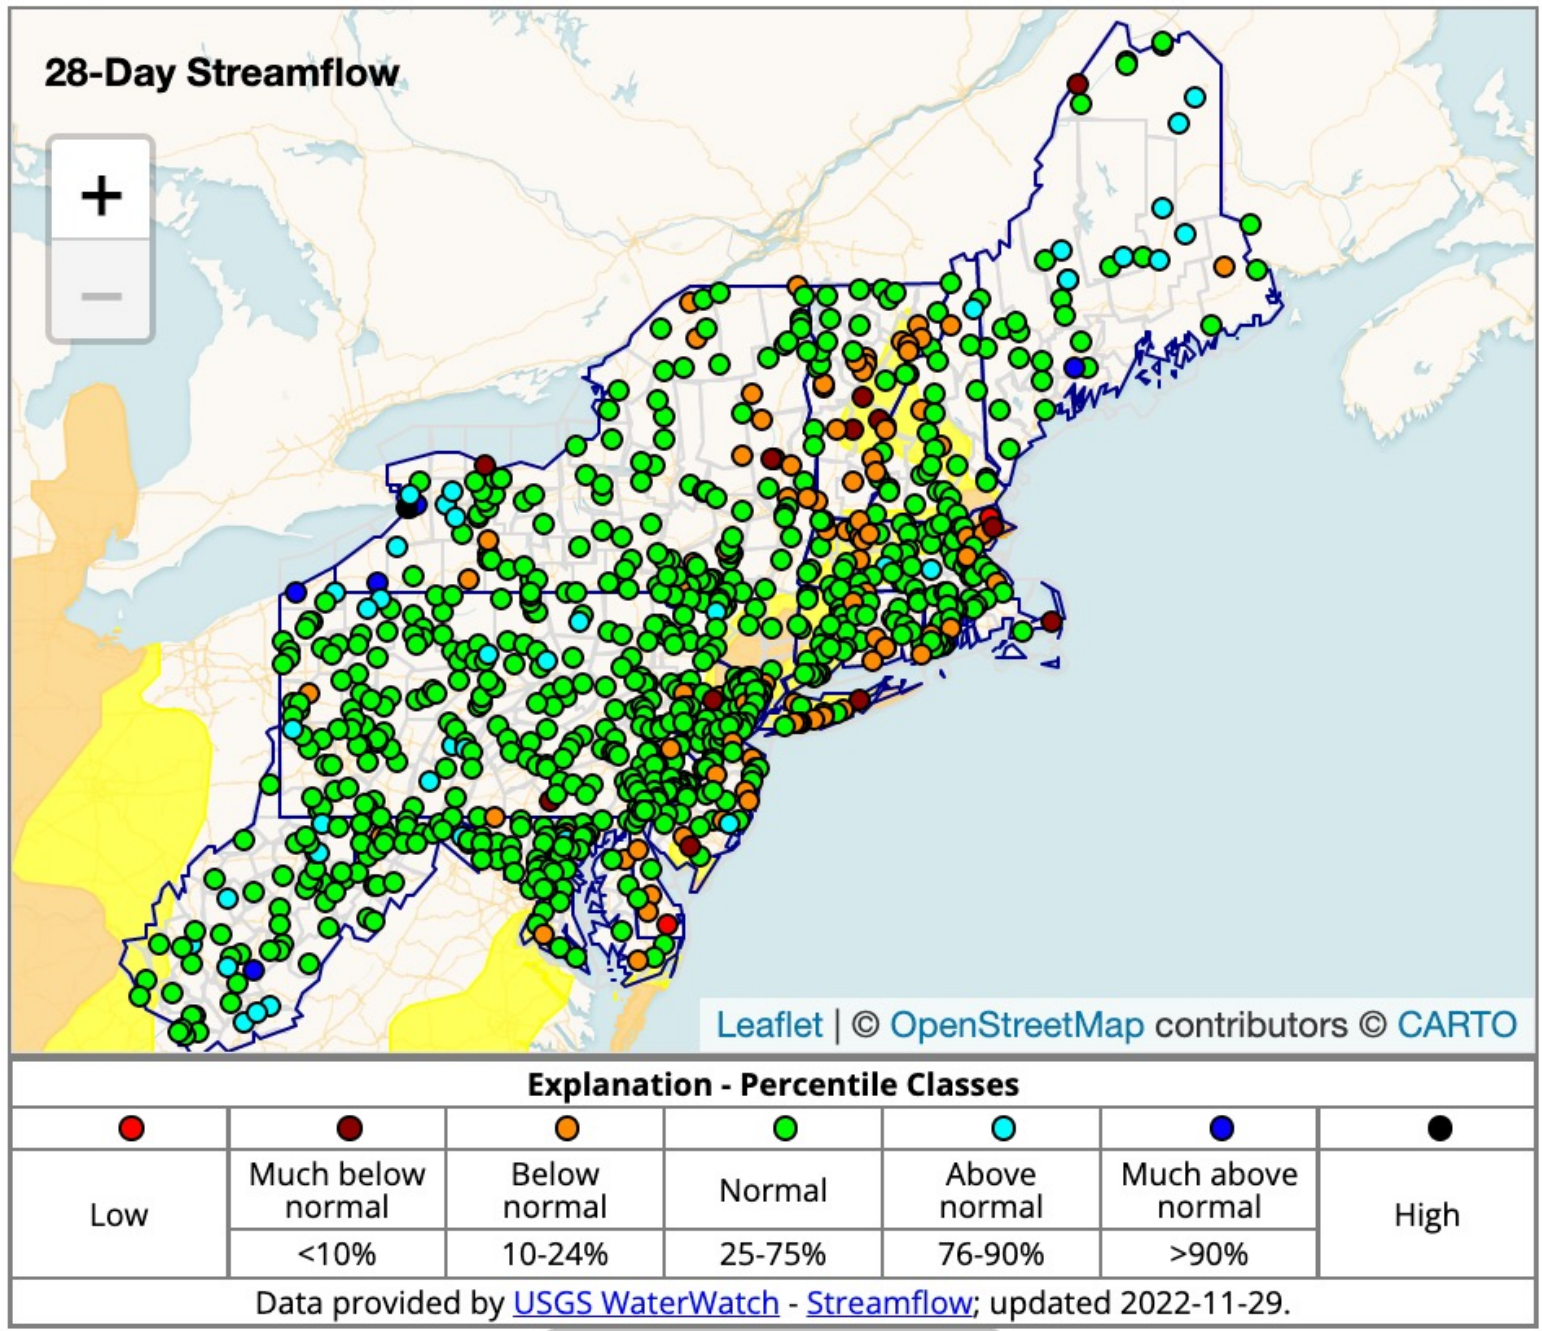 28-Day Streamflow
+
−
Leaflet | © OpenStreetMap contributors © CARTO
Explanation - Percentile Classes
Low
Much below normal
<10%
Below normal
10-24%
Normal
25-75%
Above normal
76-90%
Much above normal
>90%
High
Data provided by USGS WaterWatch - Streamflow; updated 2022-11-29.